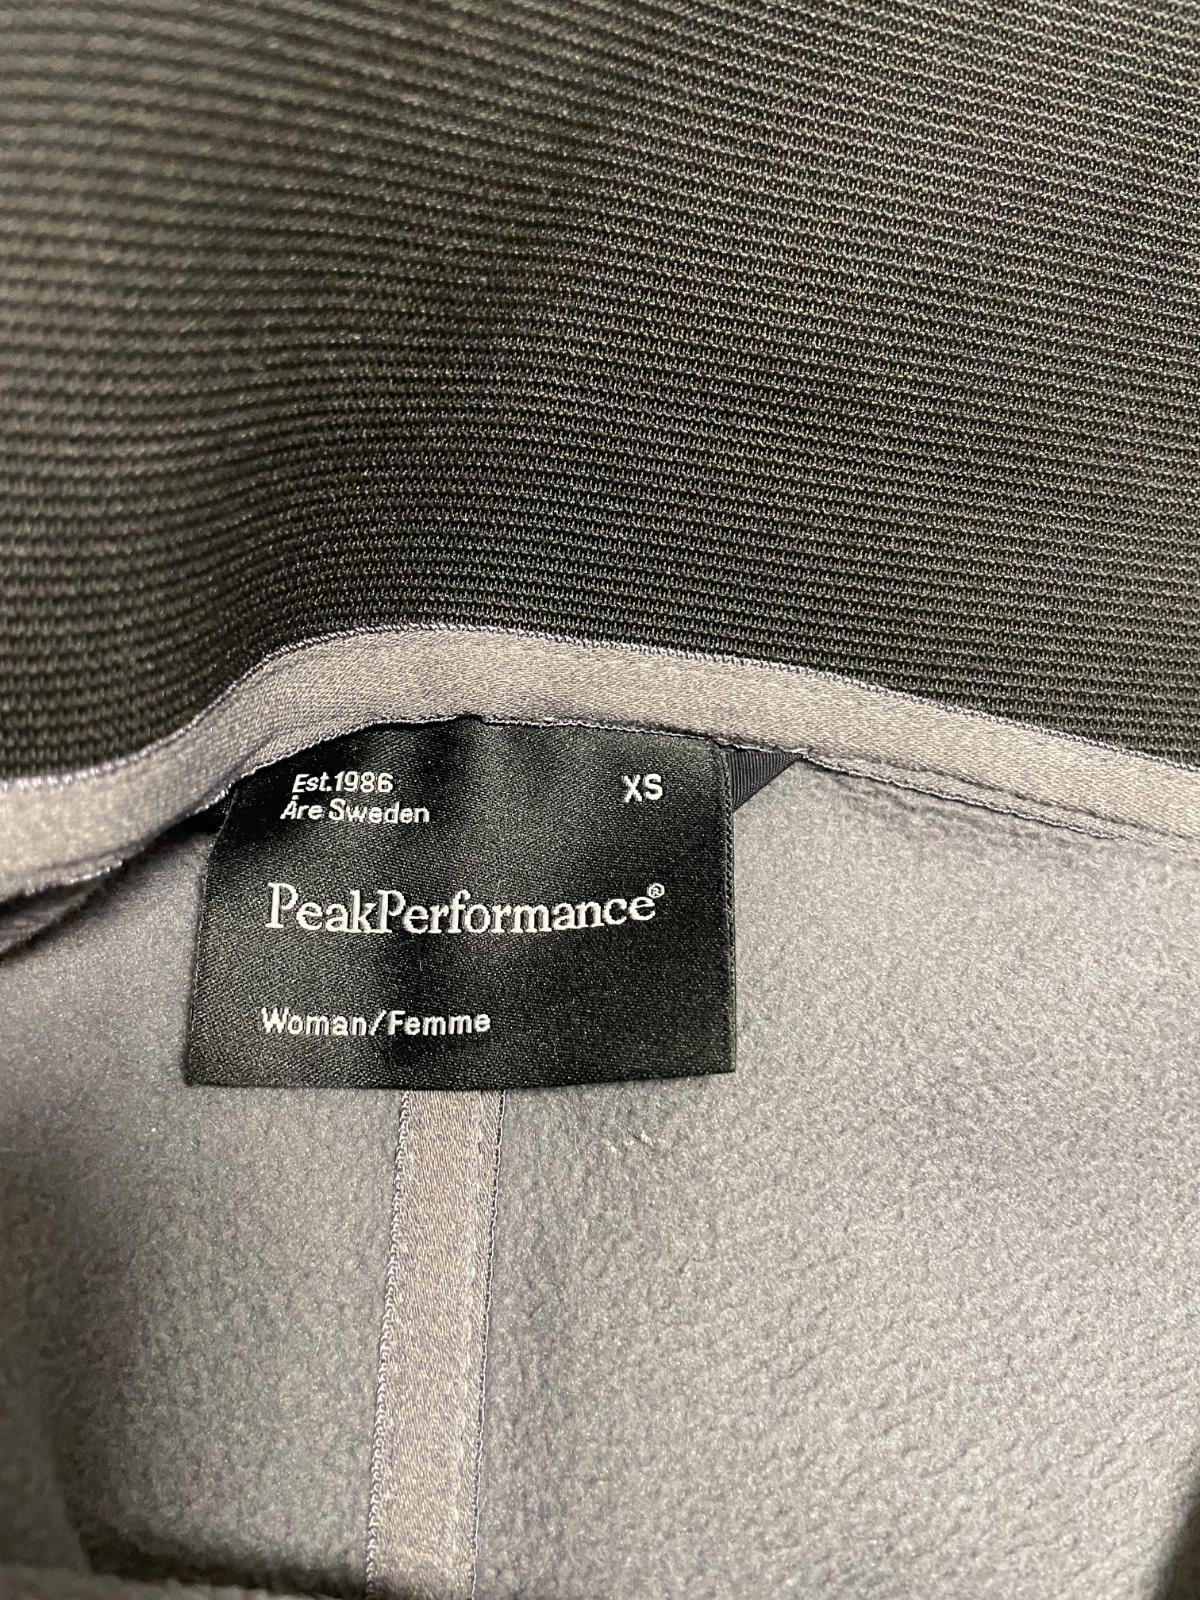 Est.1986
Åre Sweden
XS
PeakPerformance®
Woman/Femme